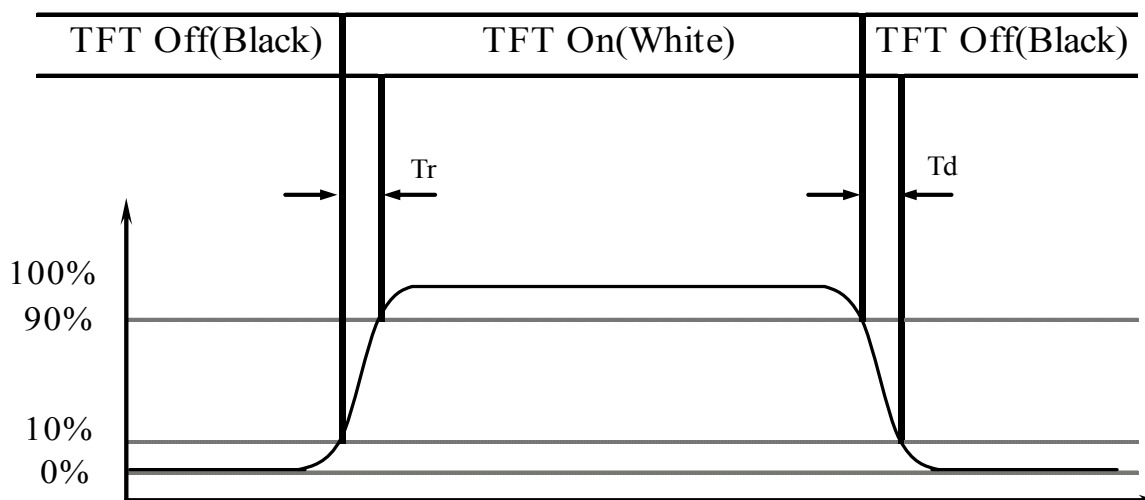 TFT Off(Black) TFT On(White) TFT Off(Black)
Tr Td
100%
90%
10%
0%